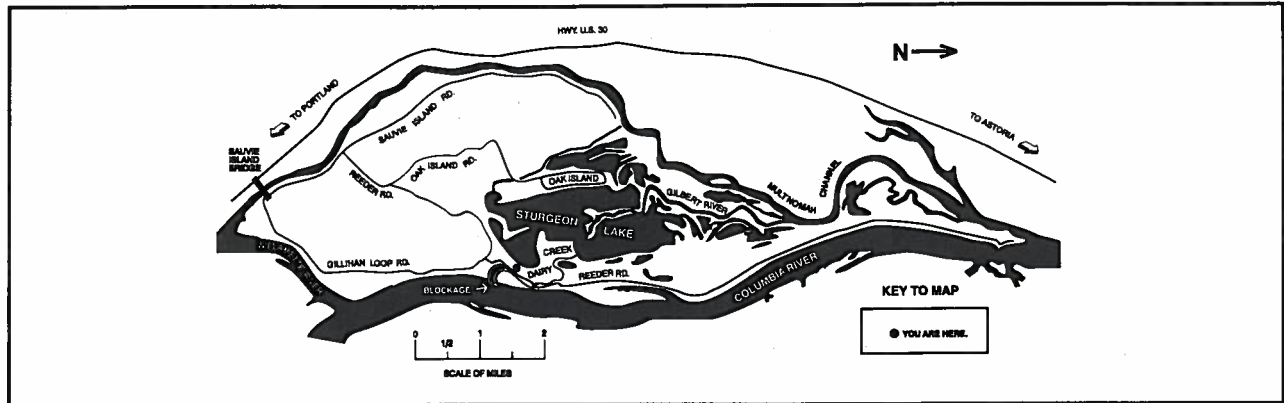 HWY. U.S. 30
N
TO PORTLAND
TO ASTORIA
SAUVIE
ISLAND
BRIDGE
SAUVIE ISLAND RD.
REEDER RD.
OAK ISLAND RD.
OAK ISLAND
GILBERT RIVER
MULTNOMAH
CHANNEL
STURGEON
LAKE
DAIRY
CREEK
REEDER RD.
GILLIHAN LOOP RD.
WILLAMETTE RIVER
BLOCKAGE
COLUMBIA RIVER
0 1/2 1 2
SCALE OF MILES
KEY TO MAP
YOU ARE HERE.